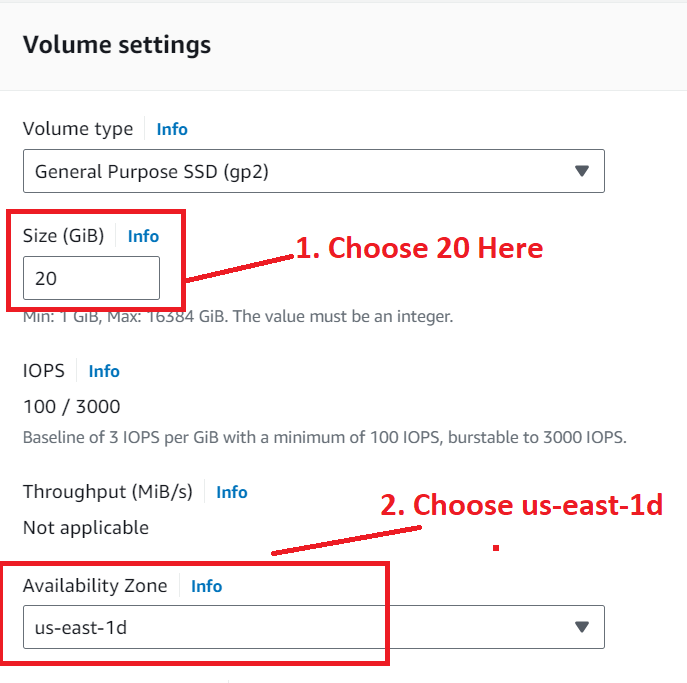 Volume settings
Volume type Info
General Purpose SSD (gp2)
Size (GiB) Info
1. Choose 20 Here
20
Min: 1 GiB, Max: 16384 GiB. The value must be an integer.
IOPS Info
100 / 3000
Baseline of 3 IOPS per GiB with a minimum of 100 IOPS, burstable to 3000 IOPS.
Throughput (MiB/s) Info
2. Choose us-east-1d
Not applicable
Availability Zone Info
us-east-1d